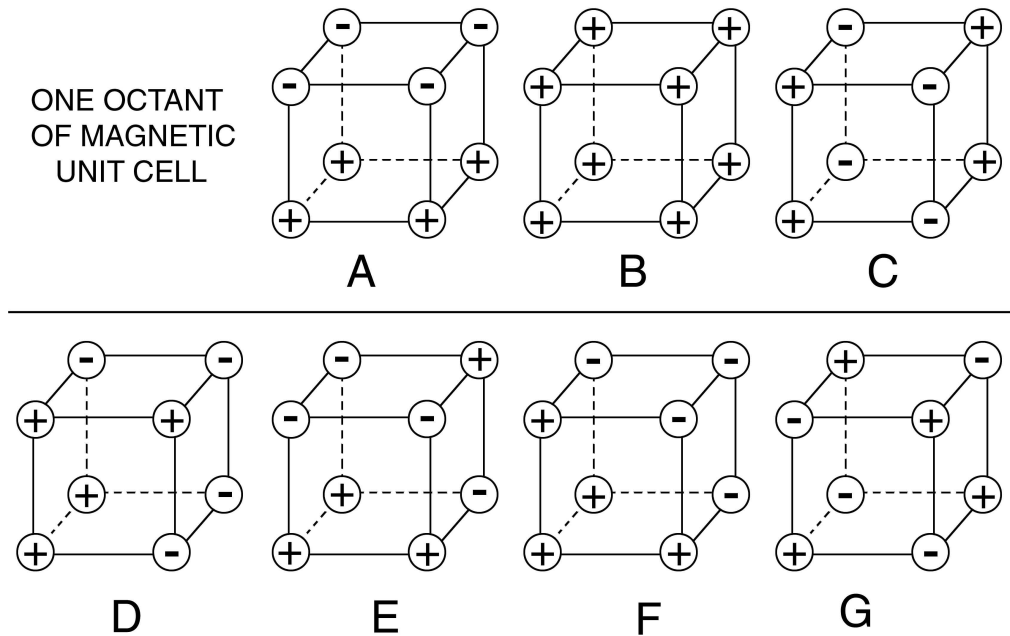 ONE OCTANT
OF MAGNETIC
UNIT CELL
- -
- -
+ +
+ +
A
+ +
+ +
+ +
+ +
B
- +
+ -
- +
+ -
C
- -
+ +
+ -
+ -
D
- +
- -
+ -
+ +
E
- -
+ -
+ -
+ +
F
+ -
- +
- +
+ -
G